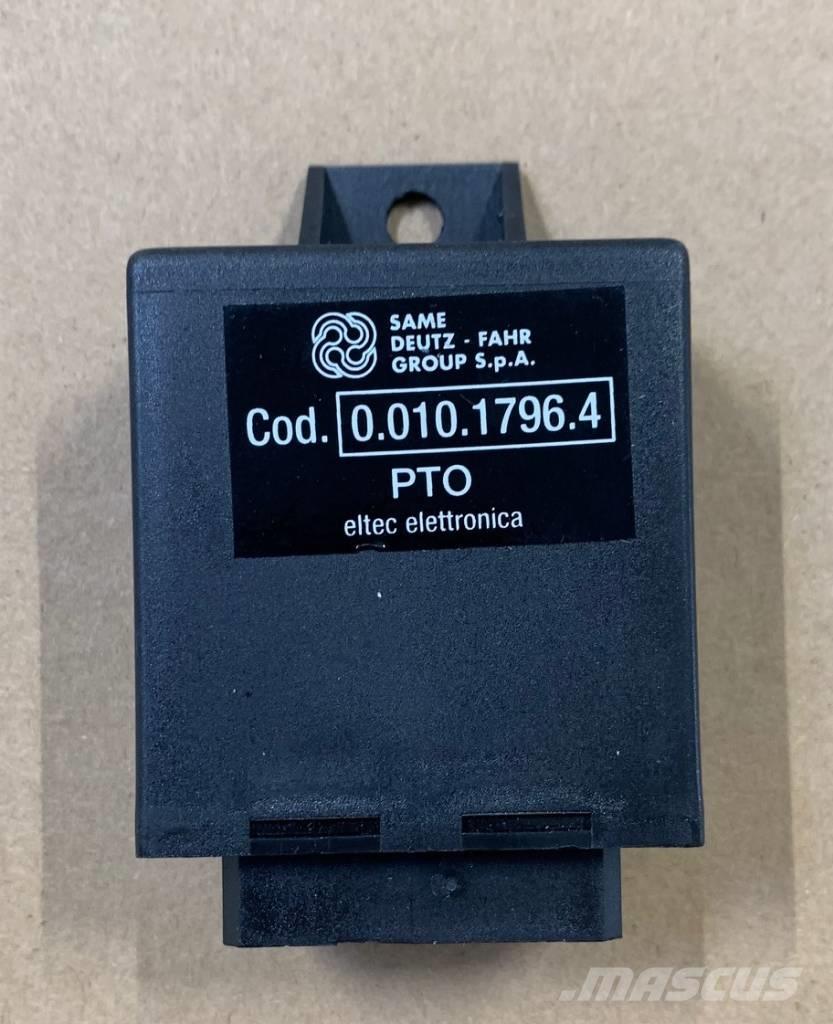 SAME
DEUTZ - FAHR
GROUP S.p.A.
Cod. 0.010.1796.4
PTO
eltec elettronica
MASCUS